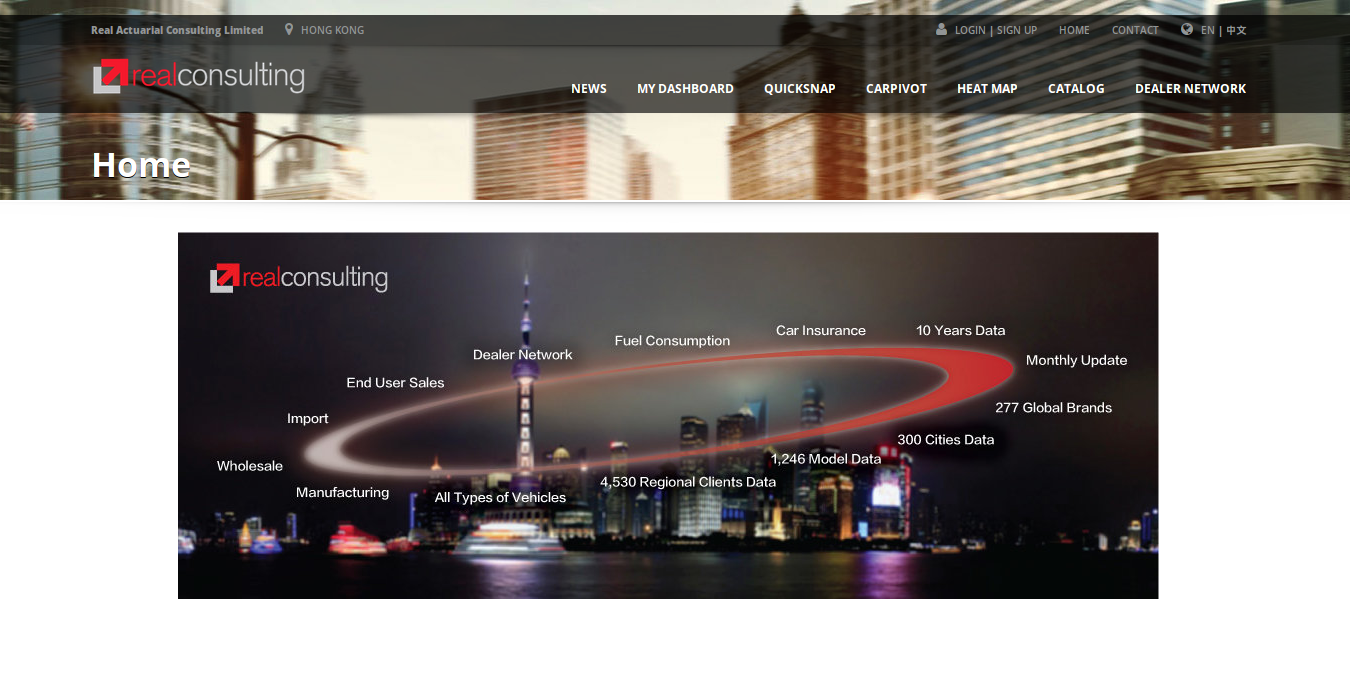 Real Actuarial Consulting Limited HONG KONG LOGIN | SIGN UP HOME CONTACT EN | 中文
realconsulting
NEWS MY DASHBOARD QUICKSNAP CARPIVOT HEAT MAP CATALOG DEALER NETWORK
Home
realconsulting
Car Insurance 10 Years Data
Fuel Consumption
Dealer Network
Monthly Update
End User Sales
277 Global Brands
Import
300 Cities Data
1,246 Model Data
Wholesale
4,530 Regional Clients Data
Manufacturing
All Types of Vehicles